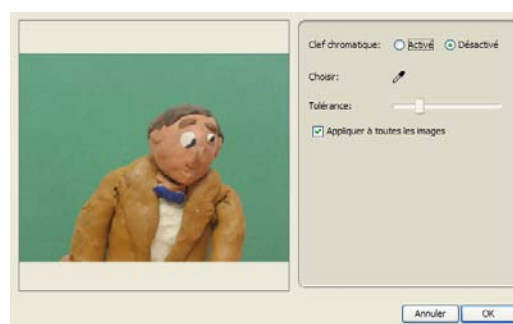 Clef chromatique: Activé Désactivé
Choisir:
Tolérance:
Appliquer à toutes les images
Annuler OK